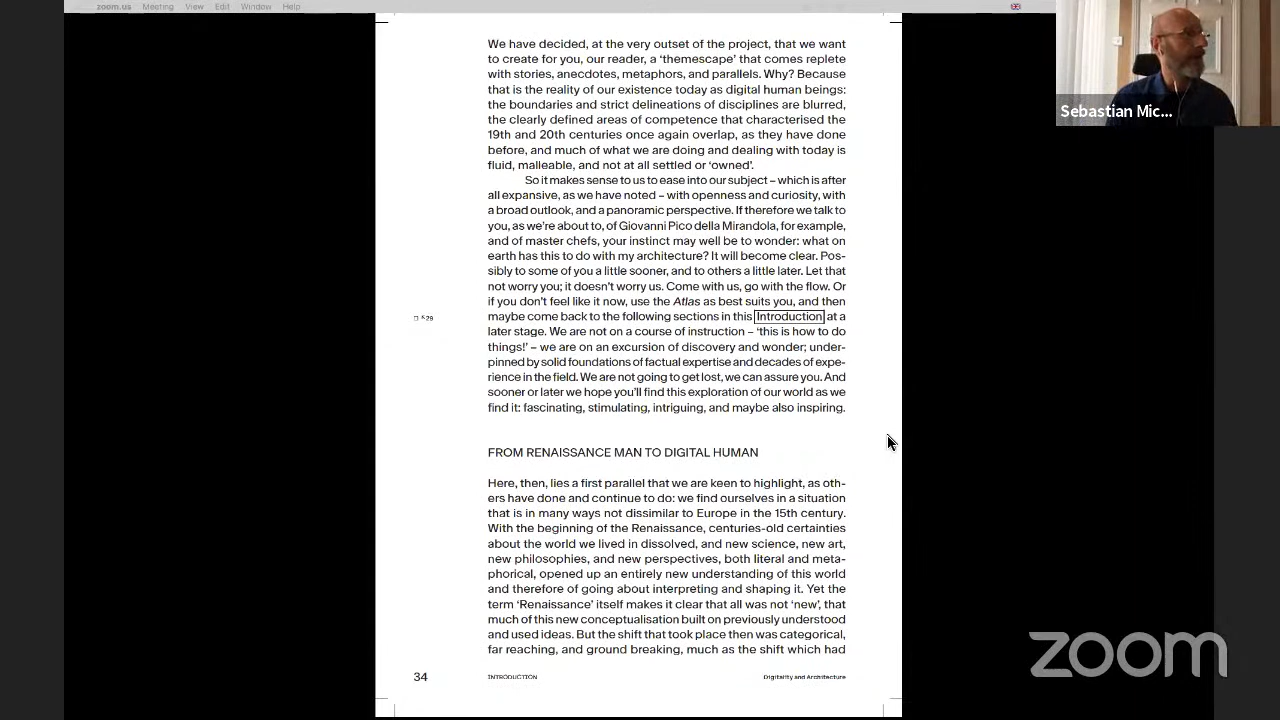 zoom.us Meeting View Edit Window Help
We have decided, at the very outset of the project, that we want
to create for you, our reader, a ‘themescape’ that comes replete
with stories, anecdotes, metaphors, and parallels. Why? Because
that is the reality of our existence today as digital human beings:
the boundaries and strict delineations of disciplines are blurred,
the clearly defined areas of competence that characterised the
19th and 20th centuries once again overlap, as they have done
before, and much of what we are doing and dealing with today is
fluid, malleable, and not at all settled or ‘owned’.
So it makes sense to us to ease into our subject – which is after
all expansive, as we have noted – with openness and curiosity, with
a broad outlook, and a panoramic perspective. If therefore we talk to
you, as we’re about to, of Giovanni Pico della Mirandola, for example,
and of master chefs, your instinct may well be to wonder: what on
earth has this to do with my architecture? It will become clear. Pos-
sibly to some of you a little sooner, and to others a little later. Let that
not worry you; it doesn’t worry us. Come with us, go with the flow. Or
if you don’t feel like it now, use the Atlas as best suits you, and then
maybe come back to the following sections in this Introduction at a
later stage. We are not on a course of instruction – ‘this is how to do
things!’ – we are on an excursion of discovery and wonder; under-
pinned by solid foundations of factual expertise and decades of expe-
rience in the field. We are not going to get lost, we can assure you. And
sooner or later we hope you’ll find this exploration of our world as we
find it: fascinating, stimulating, intriguing, and maybe also inspiring.
FROM RENAISSANCE MAN TO DIGITAL HUMAN
Here, then, lies a first parallel that we are keen to highlight, as oth-
ers have done and continue to do: we find ourselves in a situation
that is in many ways not dissimilar to Europe in the 15th century.
With the beginning of the Renaissance, centuries-old certainties
about the world we lived in dissolved, and new science, new art,
new philosophies, and new perspectives, both literal and meta-
phorical, opened up an entirely new understanding of this world
and therefore of going about interpreting and shaping it. Yet the
term ‘Renaissance’ itself makes it clear that all was not ‘new’, that
much of this new conceptualisation built on previously understood
and used ideas. But the shift that took place then was categorical,
far reaching, and ground breaking, much as the shift which had
34 INTRODUCTION Digitality and Architecture
Sebastian Mic...
zoom